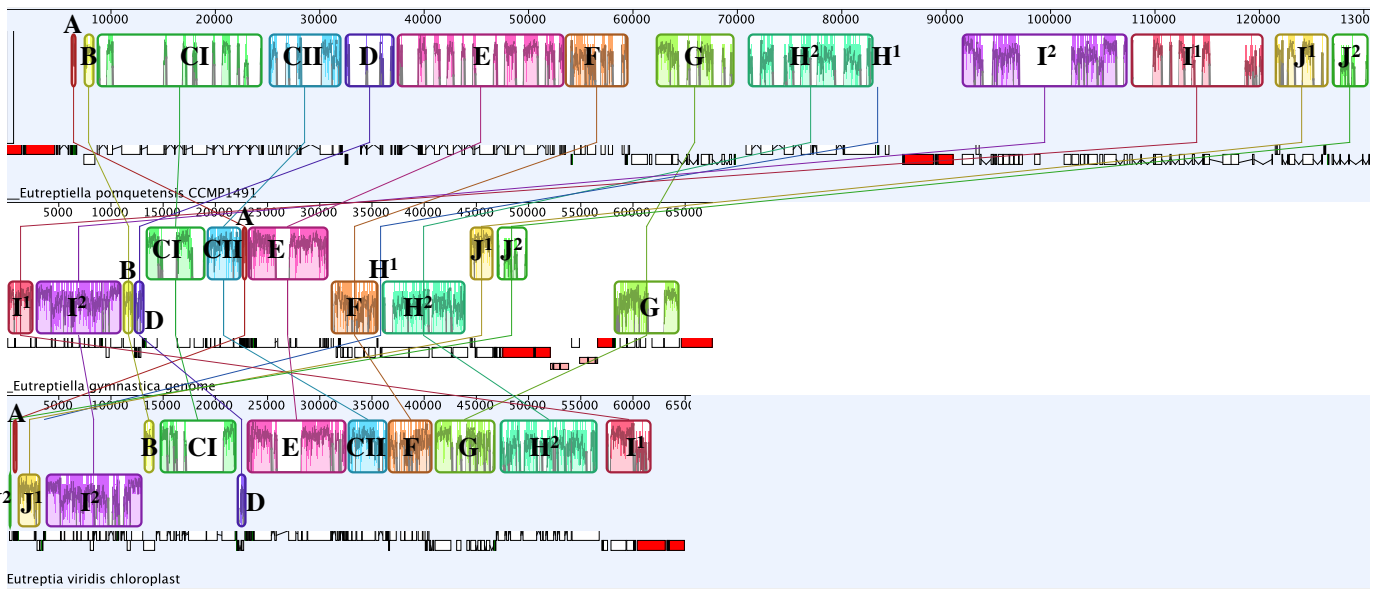 10000 20000 30000 40000 50000 60000 70000 80000 90000 100000 110000 120000 1300
A
B CI CII D E F G H² H¹ I² I¹ J¹ J²
_Eutreptiella pomquetensis CCMP1491
5000 10000 15000 20000 25000 30000 35000 40000 45000 50000 55000 60000 65000
A
CI CII E J¹ J²
B H¹
I¹ I² D F H² G
_Eutreptiella gymnastica genome
5000 10000 15000 20000 25000 30000 35000 40000 45000 50000 55000 60000 6500
A
B CI E CII F G H² I¹
² J¹ I² D
Eutreptia viridis chloroplast